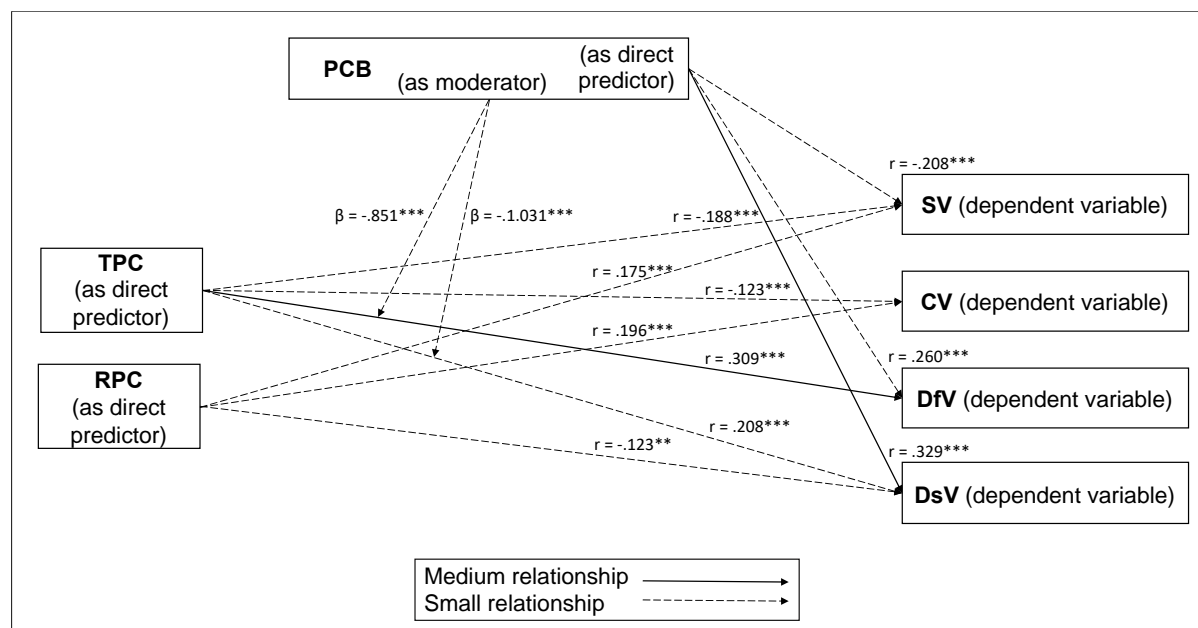 PCB
(as moderator)
(as direct
predictor)
r = -.208***
SV (dependent variable)
β = -.851***
β = -.1.031***
r = -.188***
TPC
(as direct
predictor)
r = .175***
r = -.123***
CV (dependent variable)
r = .196***
r = .309***
r = .260***
RPC
(as direct
predictor)
DfV (dependent variable)
r = .208***
r = -.123**
r = .329***
DsV (dependent variable)
Medium relationship
Small relationship